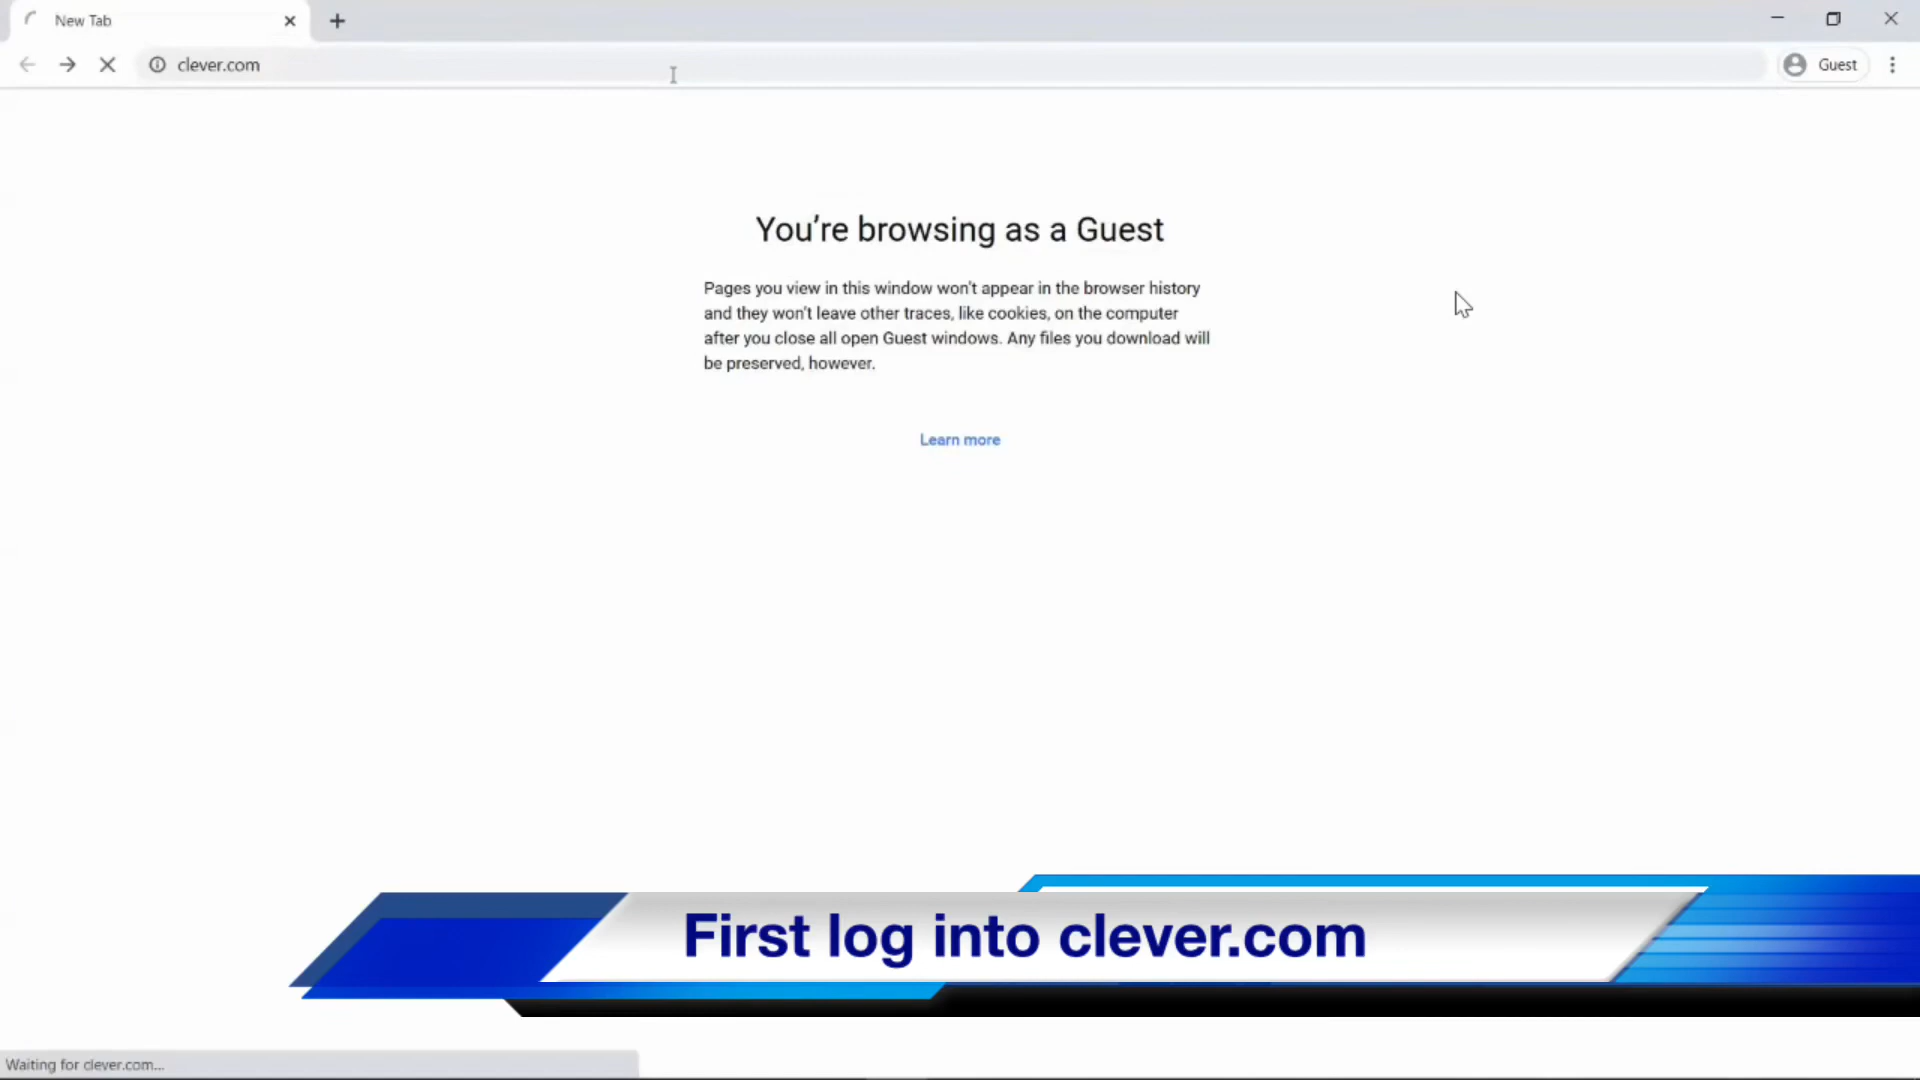 New Tab
clever.com
Guest
You’re browsing as a Guest
Pages you view in this window won't appear in the browser history
and they won't leave other traces, like cookies, on the computer
after you close all open Guest windows. Any files you download will
be preserved, however.
Learn more
First log into clever.com
Waiting for clever.com...